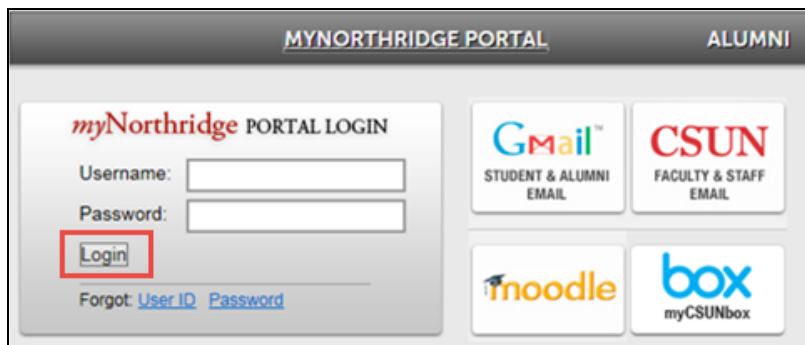 MYNORTHRIDGE PORTAL ALUMNI
myNorthridge PORTAL LOGIN
Username:
Password:
Login
Forgot: User ID Password
Gmail™
STUDENT & ALUMNI
EMAIL
CSUN
FACULTY & STAFF
EMAIL
moodle
box
myCSUNbox